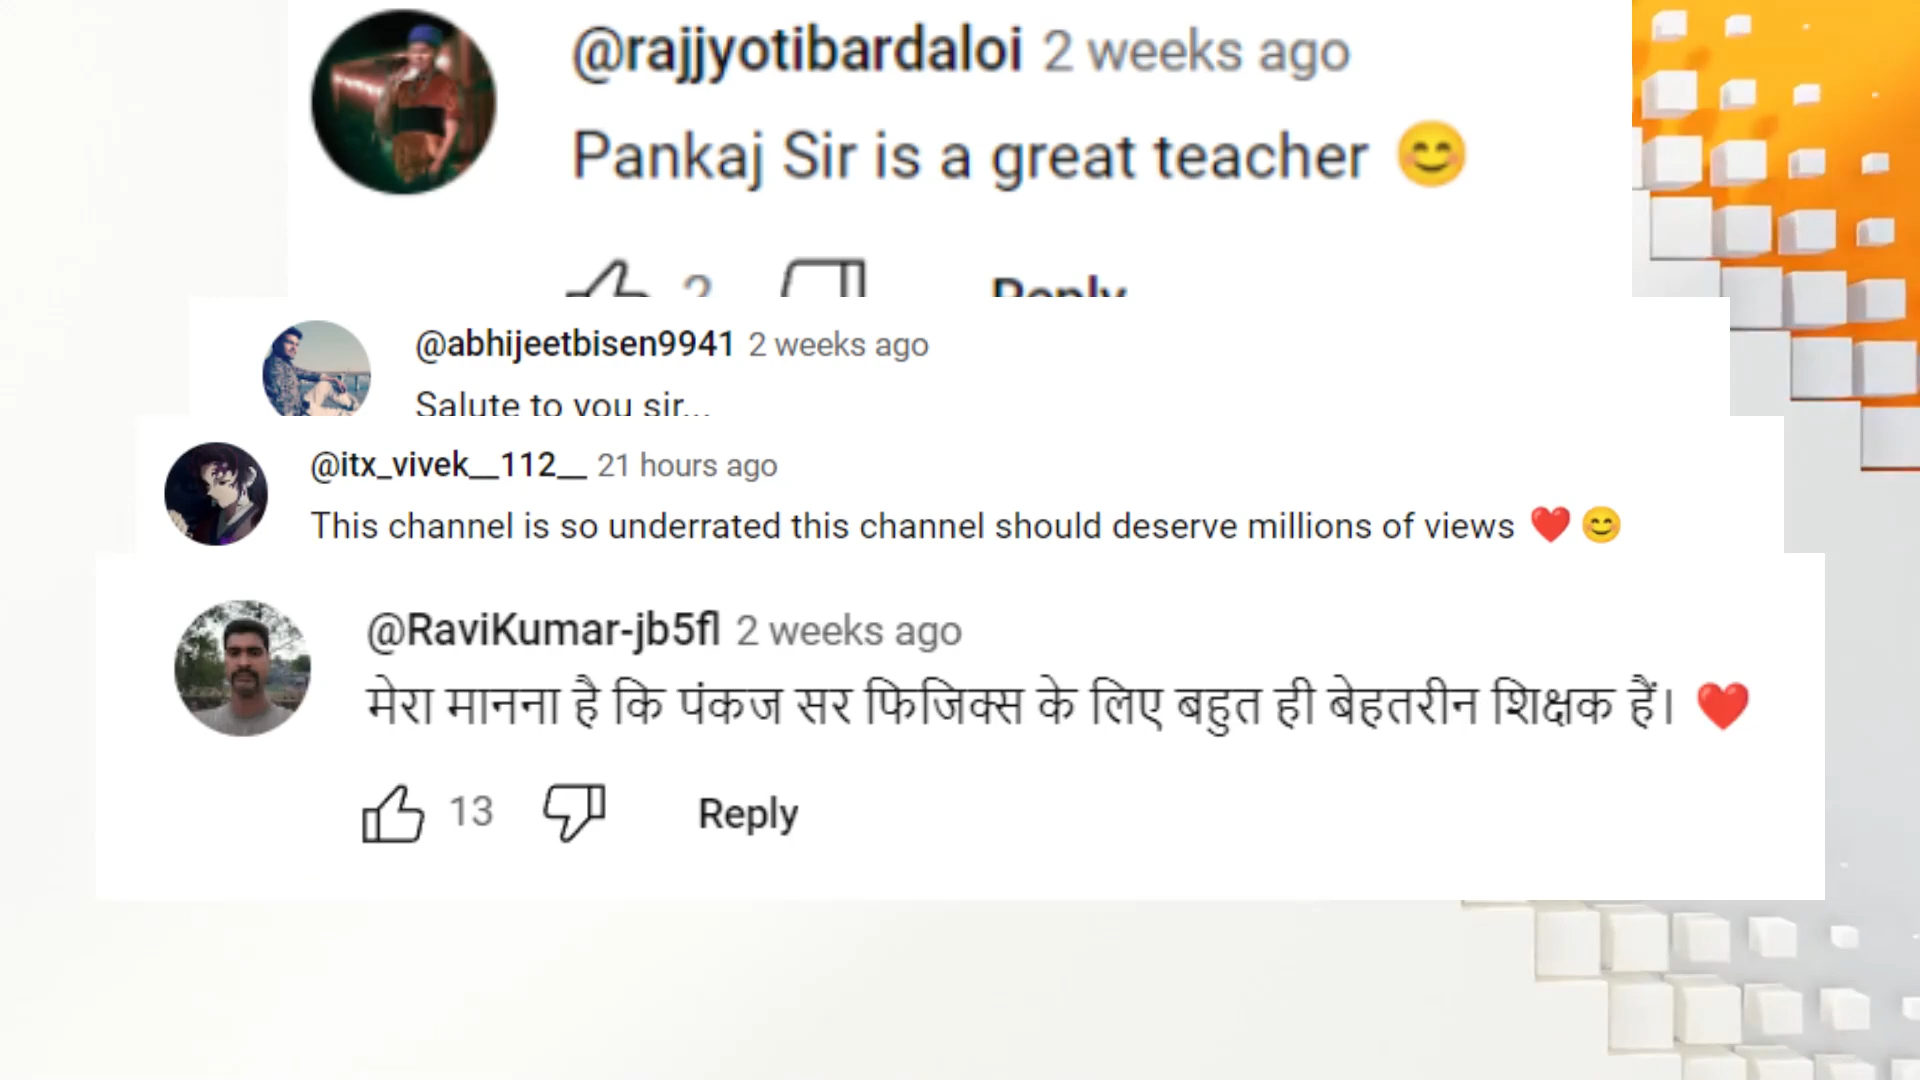 @rajjyotibardaloi 2 weeks ago
Pankaj Sir is a great teacher 😊
2 Reply
@abhijeetbisen9941 2 weeks ago
Salute to you sir...
@itx_vivek__112__ 21 hours ago
This channel is so underrated this channel should deserve millions of views ❤️😊
@RaviKumar-jb5fl 2 weeks ago
मेरा मानना है कि पंकज सर फिजिक्स के लिए बहुत ही बेहतरीन शिक्षक हैं। ❤️
13 Reply